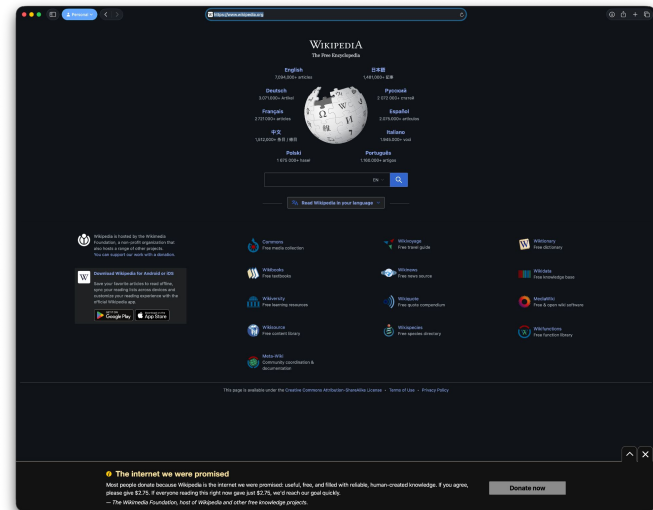 Personal
https://www.wikipedia.org
WIKIPEDIA
The Free Encyclopedia
English
7,094,000+ articles
日本語
1,481,000+ 記事
Deutsch
3.071.000+ Artikel
Русский
2 072 000+ статей
Français
2 721 000+ articles
Español
2.075.000+ artículos
中文
1,512,000+ 条目 / 條目
Italiano
1.945.000+ voci
Polski
1 675 000+ haseł
Português
1.160.000+ artigos
EN
Read Wikipedia in your language
Wikipedia is hosted by the Wikimedia
Foundation, a non-profit organization that
also hosts a range of other projects.
You can support our work with a donation.
Download Wikipedia for Android or iOS
Save your favorite articles to read offline,
sync your reading lists across devices and
customize your reading experience with the
official Wikipedia app.
GET IT ON
Google Play
App Store
Commons
Free media collection
Wikivoyage
Free travel guide
Wiktionary
Free dictionary
Wikibooks
Free textbooks
Wikinews
Free news source
Wikidata
Free knowledge base
Wikiversity
Free learning resources
Wikiquote
Free quote compendium
MediaWiki
Free & open wiki software
Wikisource
Free content library
Wikispecies
Free species directory
Wikifunctions
Free function library
Meta-Wiki
Community coordination &
documentation
This page is available under the Creative Commons Attribution-ShareAlike License • Terms of Use • Privacy Policy
The internet we were promised
Most people donate because Wikipedia is the internet we were promised: useful, free, and filled with reliable, human-created knowledge. If you agree,
please give $2.75. If everyone reading this right now gave just $2.75, we'd reach our goal quickly.
— The Wikimedia Foundation, host of Wikipedia and other free knowledge projects.
Donate now